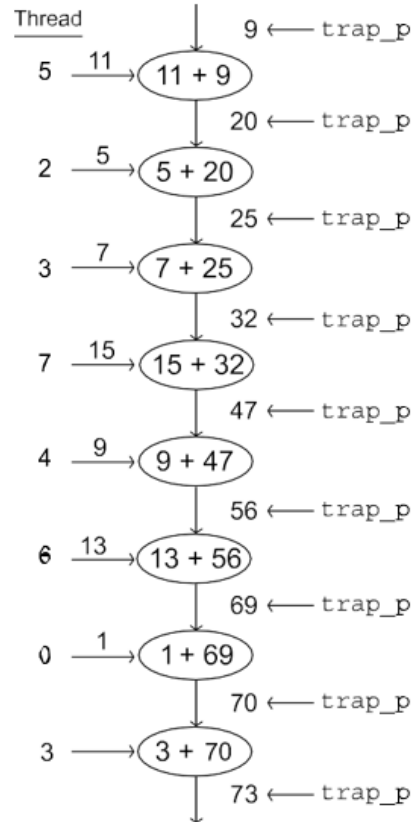 Thread
9 trap_p
5 11 11 + 9
20 trap_p
2 5 5 + 20
25 trap_p
3 7 7 + 25
32 trap_p
7 15 15 + 32
47 trap_p
4 9 9 + 47
56 trap_p
6 13 13 + 56
69 trap_p
0 1 1 + 69
70 trap_p
3 3 + 70
73 trap_p